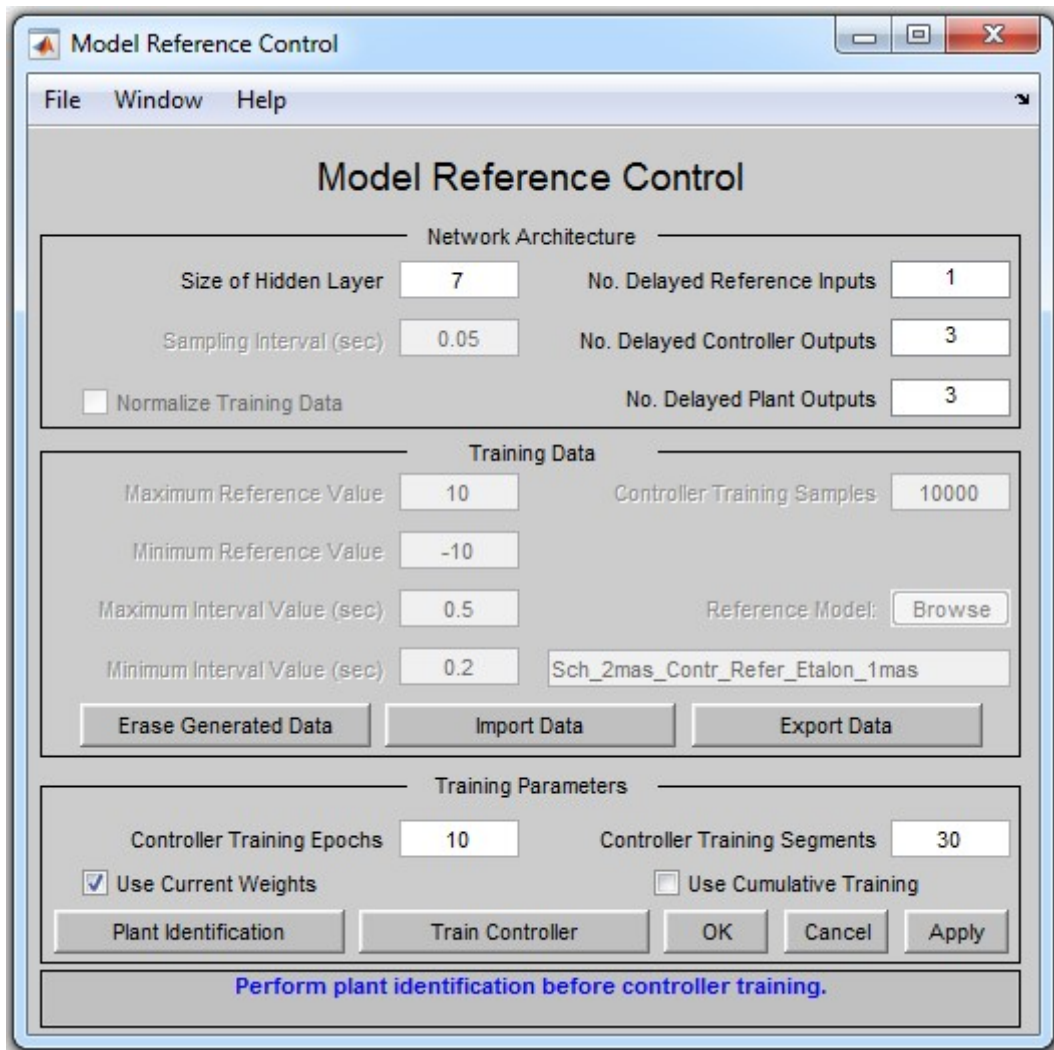 Model Reference Control
File Window Help
Model Reference Control
Network Architecture
Size of Hidden Layer 7 No. Delayed Reference Inputs 1
Sampling Interval (sec) 0.05 No. Delayed Controller Outputs 3
Normalize Training Data No. Delayed Plant Outputs 3
Training Data
Maximum Reference Value 10 Controller Training Samples 10000
Minimum Reference Value -10
Maximum Interval Value (sec) 0.5 Reference Model: Browse
Minimum Interval Value (sec) 0.2 Sch_2mas_Contr_Refer_Etalon_1mas
Erase Generated Data Import Data Export Data
Training Parameters
Controller Training Epochs 10 Controller Training Segments 30
Use Current Weights Use Cumulative Training
Plant Identification Train Controller OK Cancel Apply
Perform plant identification before controller training.